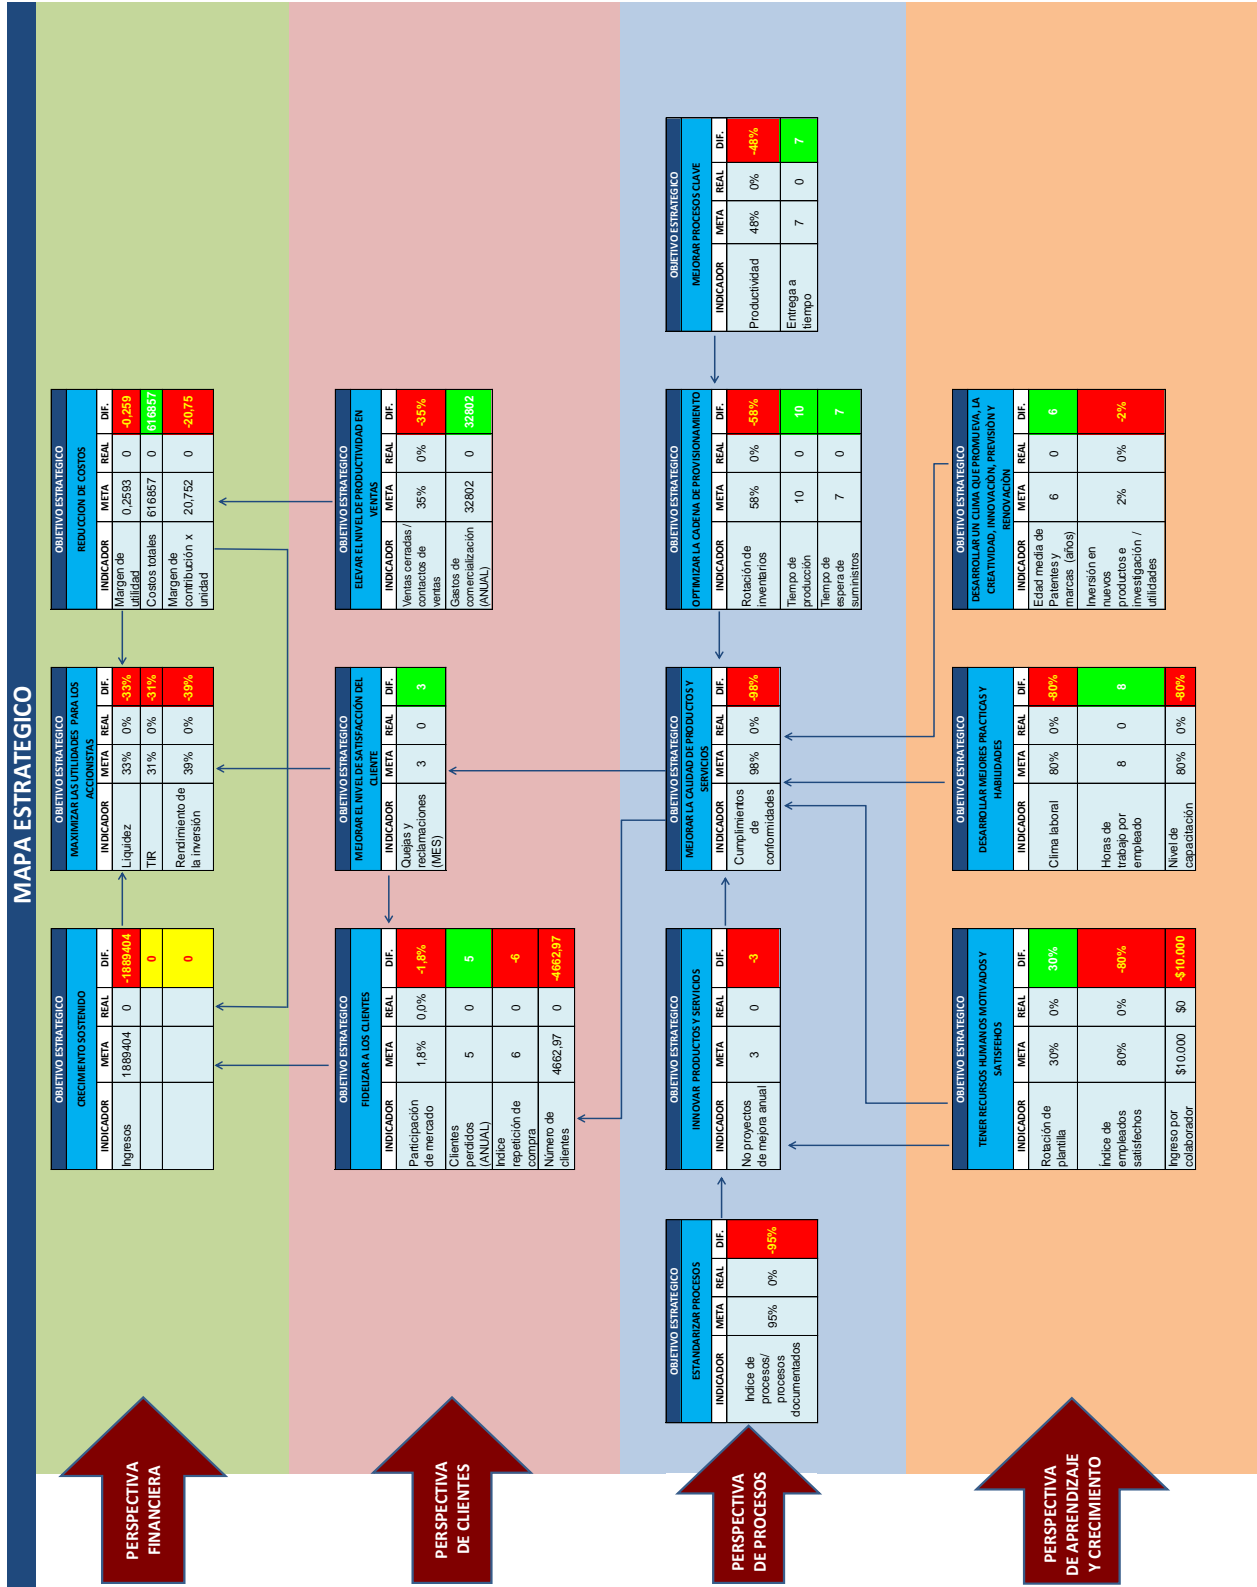 MAPA ESTRATEGICO
PERSPECTIVA
FINANCIERA
OBJETIVO ESTRATEGICO
CRECIMIENTO SOSTENIDO
INDICADOR META REAL DIF.
Ingresos 1889404 0 -1889404
0
0
OBJETIVO ESTRATEGICO
MAXIMIZAR LAS UTILIDADES PARA LOS
ACCIONISTAS
INDICADOR META REAL DIF.
Liquidez 33% 0% -33%
TIR 31% 0% -31%
Rendimiento de
la inversión 39% 0% -39%
OBJETIVO ESTRATEGICO
REDUCCION DE COSTOS
INDICADOR META REAL DIF.
Margen de
utilidad 0,2593 0 -0,259
Costos totales 616857 0 616857
Margen de
contribución x
unidad 20,752 0 -20,75
PERSPECTIVA
DE CLIENTES
OBJETIVO ESTRATEGICO
FIDELIZAR A LOS CLIENTES
INDICADOR META REAL DIF.
Participación
de mercado 1,8% 0,0% -1,8%
Clientes
perdidos
(ANUAL) 5 0 5
Indice
repetición de
compra 6 0 -6
Número de
clientes 4662,97 0 -4662,97
OBJETIVO ESTRATEGICO
MEJORAR EL NIVEL DE SATISFACCIÓN DEL
CLIENTE
INDICADOR META REAL DIF.
Quejas y
reclamaciones
(MES) 3 0 3
OBJETIVO ESTRATEGICO
ELEVAR EL NIVEL DE PRODUCTIVIDAD EN
VENTAS
INDICADOR META REAL DIF.
Ventas cerradas /
contactos de
ventas 35% 0% -35%
Gastos de
comercialización
(ANUAL) 32802 0 32802
PERSPECTIVA
DE PROCESOS
OBJETIVO ESTRATEGICO
ESTANDARIZAR PROCESOS
INDICADOR META REAL DIF.
Indice de
procesos/
procesos
documentados 95% 0% -95%
OBJETIVO ESTRATEGICO
INNOVAR PRODUCTOS Y SERVICIOS
INDICADOR META REAL DIF.
No proyectos
de mejora anual 3 0 -3
OBJETIVO ESTRATEGICO
MEJORAR LA CALIDAD DE PRODUCTOS Y
SERVICIOS
INDICADOR META REAL DIF.
Cumplimientos
de
conformidades 98% 0% -98%
OBJETIVO ESTRATEGICO
OPTIMIZAR LA CADENA DE PROVISIONAMIENTO
INDICADOR META REAL DIF.
Rotación de
inventarios 58% 0% -58%
Tiempo de
producción 10 0 10
Tiempo de
espera de
suministros 7 0 7
OBJETIVO ESTRATEGICO
MEJORAR PROCESOS CLAVE
INDICADOR META REAL DIF.
Productividad 48% 0% -48%
Entrega a
tiempo 7 0 7
PERSPECTIVA
DE APRENDIZAJE
Y CRECIMIENTO
OBJETIVO ESTRATEGICO
TENER RECURSOS HUMANOS MOTIVADOS Y
SATISFEHOS
INDICADOR META REAL DIF.
Rotación de
plantilla 30% 0% 30%
Índice de
empleados
satisfechos 80% 0% -80%
Ingreso por
colaborador $10.000 $0 -$10.000
OBJETIVO ESTRATEGICO
DESARROLLAR MEJORES PRACTICAS Y
HABILIDADES
INDICADOR META REAL DIF.
Clima laboral 80% 0% -80%
Horas de
trabajo por
empleado 8 0 8
Nivel de
capacitación 80% 0% -80%
OBJETIVO ESTRATEGICO
DESARROLLAR UN CLIMA QUE PROMUEVA, LA
CREATIVIDAD, INNOVACIÒN, PREVISIÒN Y
RENOVACIÒN
INDICADOR META REAL DIF.
Edad media de
Patentes y
marcas (años) 6 0 6
Inversión en
nuevos
productos e
investigación /
utilidades 2% 0% -2%